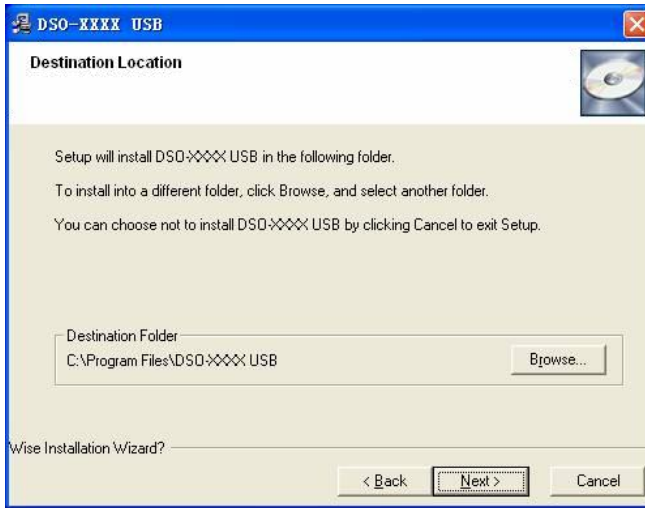 DSO-XXXX USB
Destination Location
Setup will install DSO-XXXX USB in the following folder.
To install into a different folder, click Browse, and select another folder.
You can choose not to install DSO-XXXX USB by clicking Cancel to exit Setup.
Destination Folder
C:\Program Files\DSO-XXXX USB
Browse...
Wise Installation Wizard?
< Back Next > Cancel